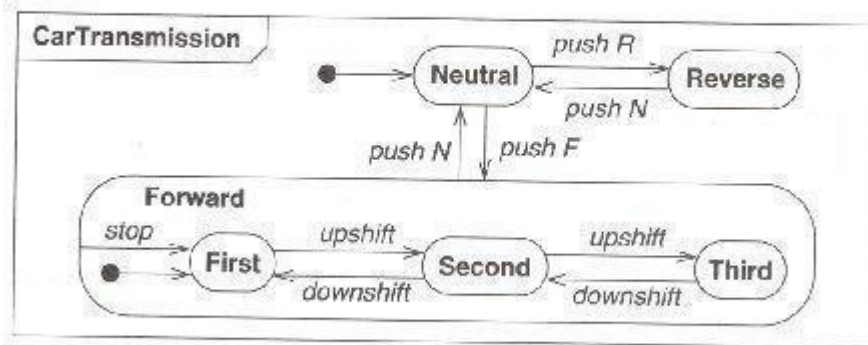 CarTransmission
push R
Neutral
Reverse
push N
push N
push F
Forward
stop
upshift
upshift
First
Second
Third
downshift
downshift